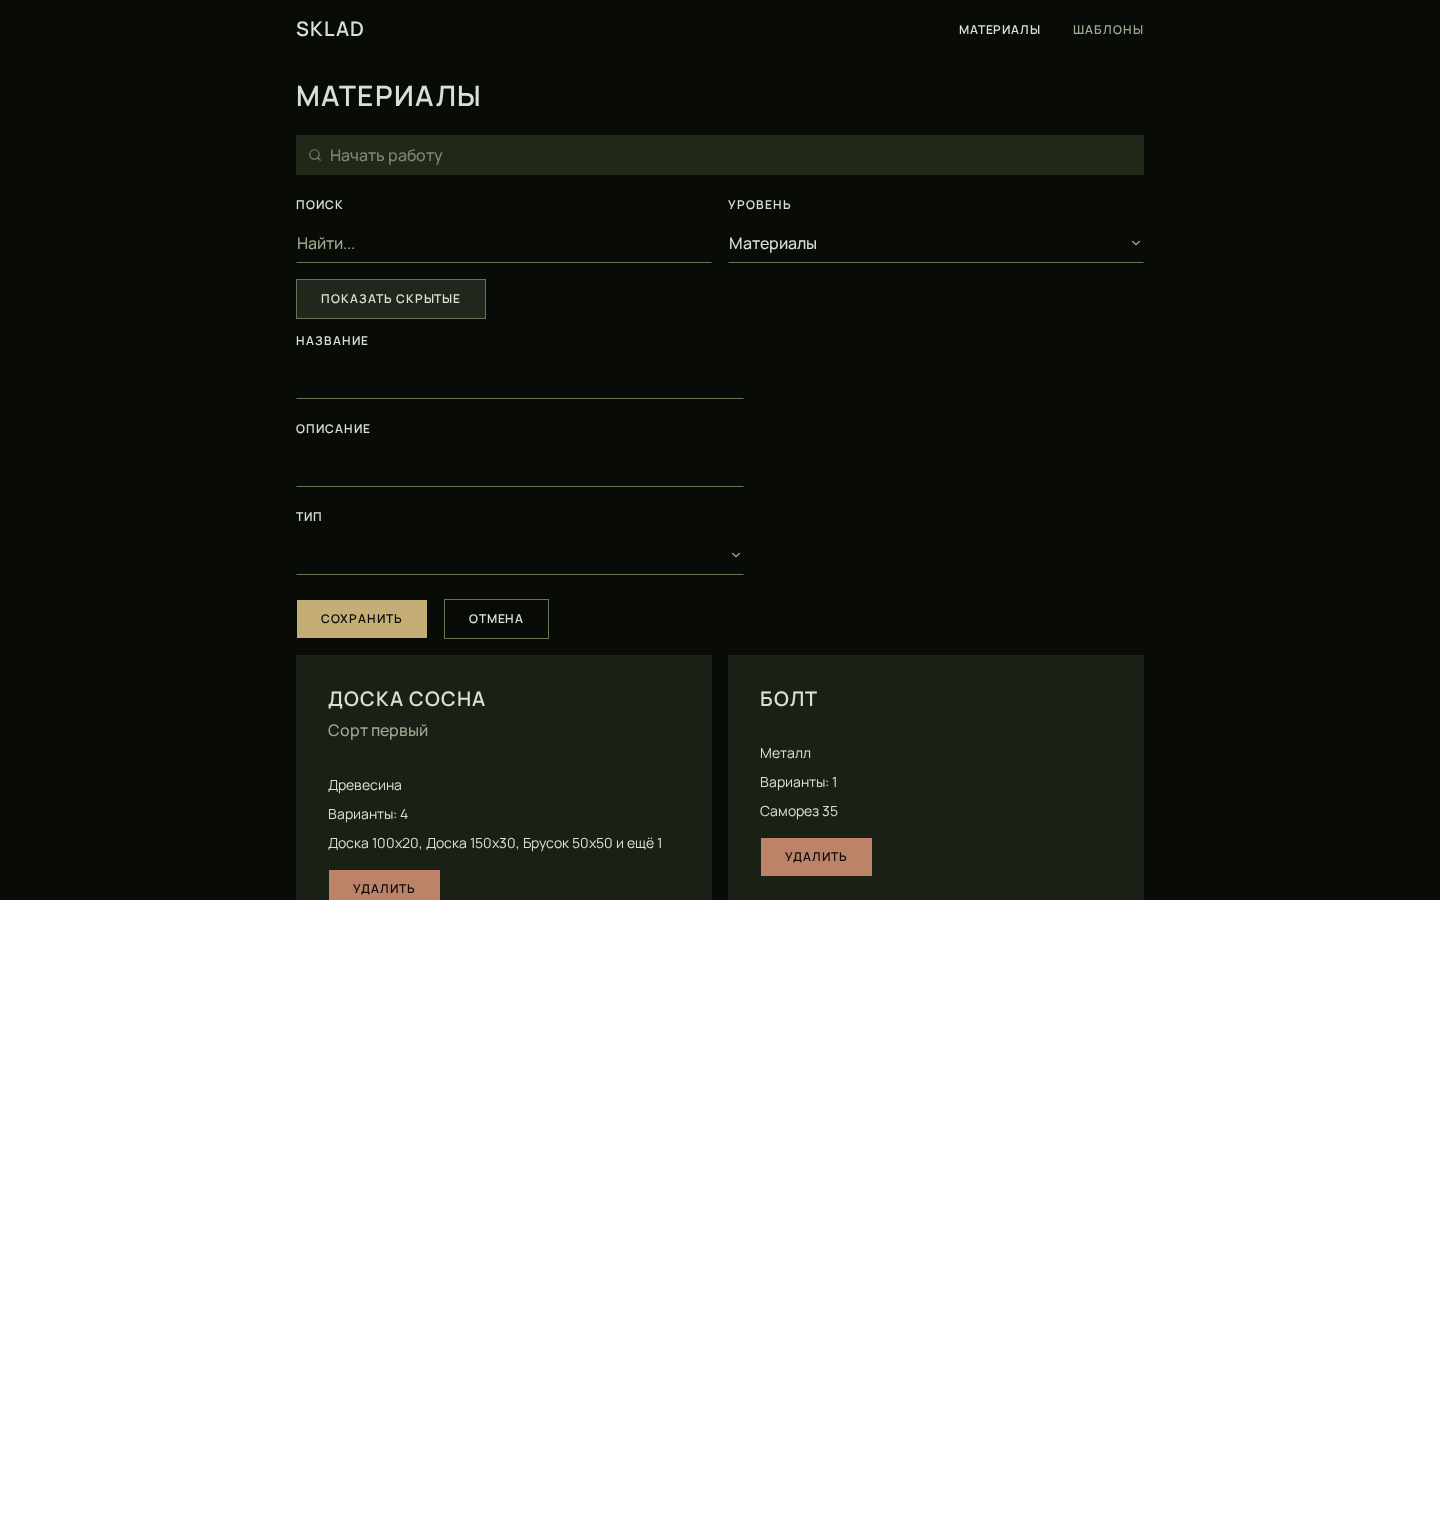 SKLAD
МАТЕРИАЛЫ
ШАБЛОНЫ
МАТЕРИАЛЫ
Начать работу
ПОИСК
УРОВЕНЬ
Найти...
Материалы
ПОКАЗАТЬ СКРЫТЫЕ
НАЗВАНИЕ
ОПИСАНИЕ
ТИП
СОХРАНИТЬ
ОТМЕНА
ДОСКА СОСНА
Сорт первый
Древесина
Варианты: 4
Доска 100x20, Доска 150x30, Брусок 50x50 и ещё 1
УДАЛИТЬ
БОЛТ
Металл
Варианты: 1
Саморез 35
УДАЛИТЬ